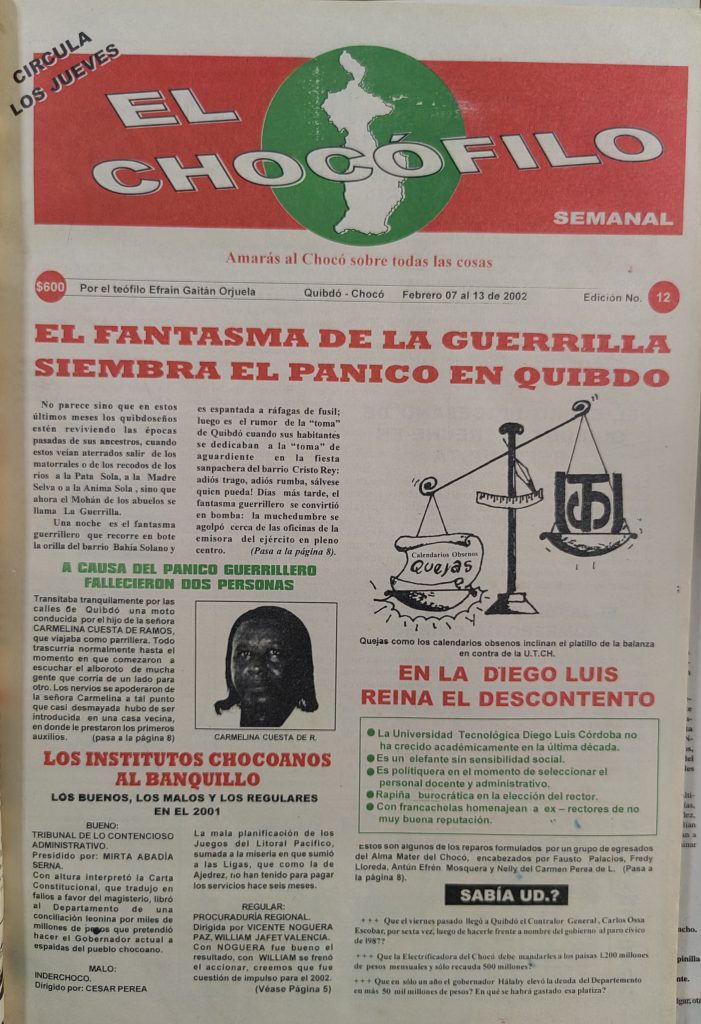 CIRCULA
LOS JUEVES
EL
CHOCÓFILO
SEMANAL
Amarás al Chocó sobre todas las cosas
$600 Por el teófilo Efrain Gaitán Orjuela Quibdó - Chocó Febrero 07 al 13 de 2002 Edición No. 12
EL FANTASMA DE LA GUERRILLA
SIEMBRA EL PANICO EN QUIBDO
No parece sino que en estos
últimos meses los quibdoseños
estén reviviendo las épocas
pasadas de sus ancestros, cuando
estos veían aterrados salir de los
matorrales o de los recodos de los
ríos a la Pata Sola, a la Madre
Selva o a la Anima Sola , sino que
ahora el Mohán de los abuelos se
llama La Guerrilla.
Una noche es el fantasma
guerrillero que recorre en bote
la orilla del barrio Bahía Solano y
es espantada a ráfagas de fusil;
luego es el rumor de la “toma”
de Quibdó cuando sus habitantes
se dedicaban a la “toma” de
aguardiente en la fiesta
sanpachera del barrio Cristo Rey:
adiós trago, adiós rumba, sálvese
quien pueda! Días más tarde, el
fantasma guerrillero se convirtió
en bomba: la muchedumbre se
agolpó cerca de las oficinas de la
emisora del ejército en pleno
centro. (Pasa a la página 8).
Calendarios Obsenos
Quejas
Quejas como los calendarios obsenos inclinan el platillo de la balanza
en contra de la U.T.CH.
A CAUSA DEL PANICO GUERRILLERO
FALLECIERON DOS PERSONAS
Transitaba tranquilamente por las
calles de Quibdó una moto
conducida por el hijo de la señora
CARMELINA CUESTA DE RAMOS,
que viajaba como parrillera. Todo
trascurria normalmente hasta el
momento en que comezaron a
escuchar el alboroto de mucha
gente que corría de un lado para
otro. Los nervios se apoderaron de la
señora Carmelina a tal punto
que casi desmayada hubo de ser
introducida en una casa vecina,
en donde le prestaron los primeros
auxilios. (pasa a la página 8)
CARMELINA CUESTA DE R.
EN LA DIEGO LUIS
REINA EL DESCONTENTO
La Universidad Tecnológica Diego Luis Córdoba no
ha crecido académicamente en la última década.
Es un elefante sin sensibilidad social.
Es politiquera en el momento de seleccionar el
personal docente y administrativo.
Rapiña burocrática en la elección del rector.
Con francachelas homenajean a ex – rectores de no
muy buena reputación.
Estos son algunos de los reparos formulados por un grupo de egresados
del Alma Mater del Chocó, encabezados por Fausto Palacios, Fredy
Lloreda, Antún Efrén Mosquera y Nelly del Carmen Perea de L. (Pasa a
la página 8).
LOS INSTITUTOS CHOCOANOS
AL BANQUILLO
LOS BUENOS, LOS MALOS Y LOS REGULARES
EN EL 2001
BUENO:
TRIBUNAL DE LO CONTENCIOSO
ADMINISTRATIVO.
Presidido por: MIRTA ABADÍA
SERNA.
Con altura interpretó la Carta
Constitucional, que tradujo en
fallos a favor del magisterio, libró
al Departamento de una
conciliación leonina por miles de
millones de pesos que pretendió
hacer el Gobernador actual a
espaldas del pueblo chocoano.
MALO:
INDERCHOCO.
Dirigido por: CESAR PEREA
La mala planificación de los
Juegos del Litoral Pacífico,
sumada a la miseria en que sumió
a las Ligas, que como la de
Ajedrez, no han tenido para pagar
los servicios hace seis meses.
REGULAR:
PROCURADURÍA REGIONAL.
Dirigida por VICENTE NOGUERA
PAZ, WILLIAM JAFET VALENCIA.
Con NOGUERA fue bueno el
resultado, con WILLIAM se frenó
el accionar, creemos que fue
cuestión de impulso para el 2002.
(Véase Página 5)
SABÍA UD.?
+++ Que el viernes pasado llegó a Quibdó el Contralor General , Carlos Ossa
Escobar, por sexta vez, luego de hacerle frente a nombre del gobierno al paro cívico
de 1987?
+++ Que la Electrificadora del Chocó debe mandarles a los paisas 1.200 millones
de pesos mensuales y sólo recauda 500 millones?
+++ Que en sólo un año el gobernador Hálaby elevó la deuda del Departamento
en más 50 mil millones de pesos? En qué se habrá gastado esa platiza?